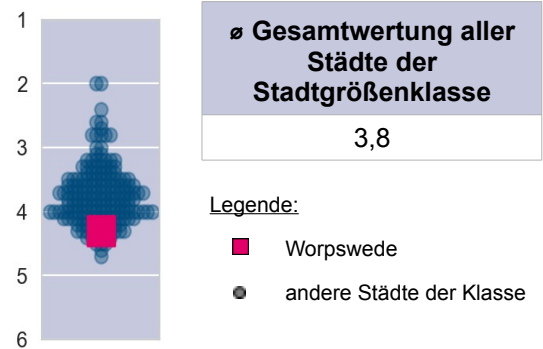 1
2
3
4
5
6
ø Gesamtwertung aller
Städte der
Stadtgrößenklasse
3,8
Legende:
Worpswede
andere Städte der Klasse